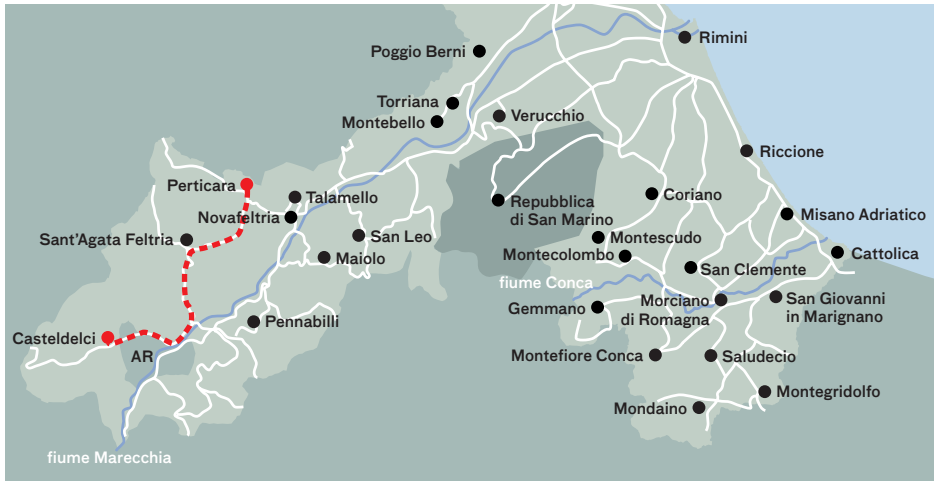 Rimini
Poggio Berni
Torriana
Montebello
Verucchio
Riccione
Perticara
Talamello
Novafeltria
Repubblica
di San Marino
Coriano
Misano Adriatico
Sant'Agata Feltria
San Leo
Maiolo
Montescudo
Montecolombo
Cattolica
San Clemente
fiume Conca
Gemmano
Morciano
di Romagna
San Giovanni
in Marignano
Pennabilli
Casteldelci
AR
Montefiore Conca
Saludecio
Montegridolfo
Mondaino
fiume Marecchia